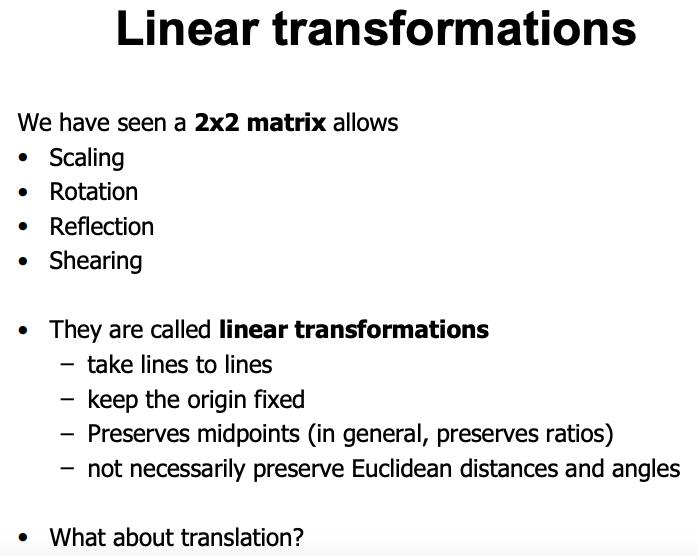 Linear transformations
We have seen a 2x2 matrix allows
• Scaling
• Rotation
• Reflection
• Shearing
• They are called linear transformations
– take lines to lines
– keep the origin fixed
– Preserves midpoints (in general, preserves ratios)
– not necessarily preserve Euclidean distances and angles
• What about translation?